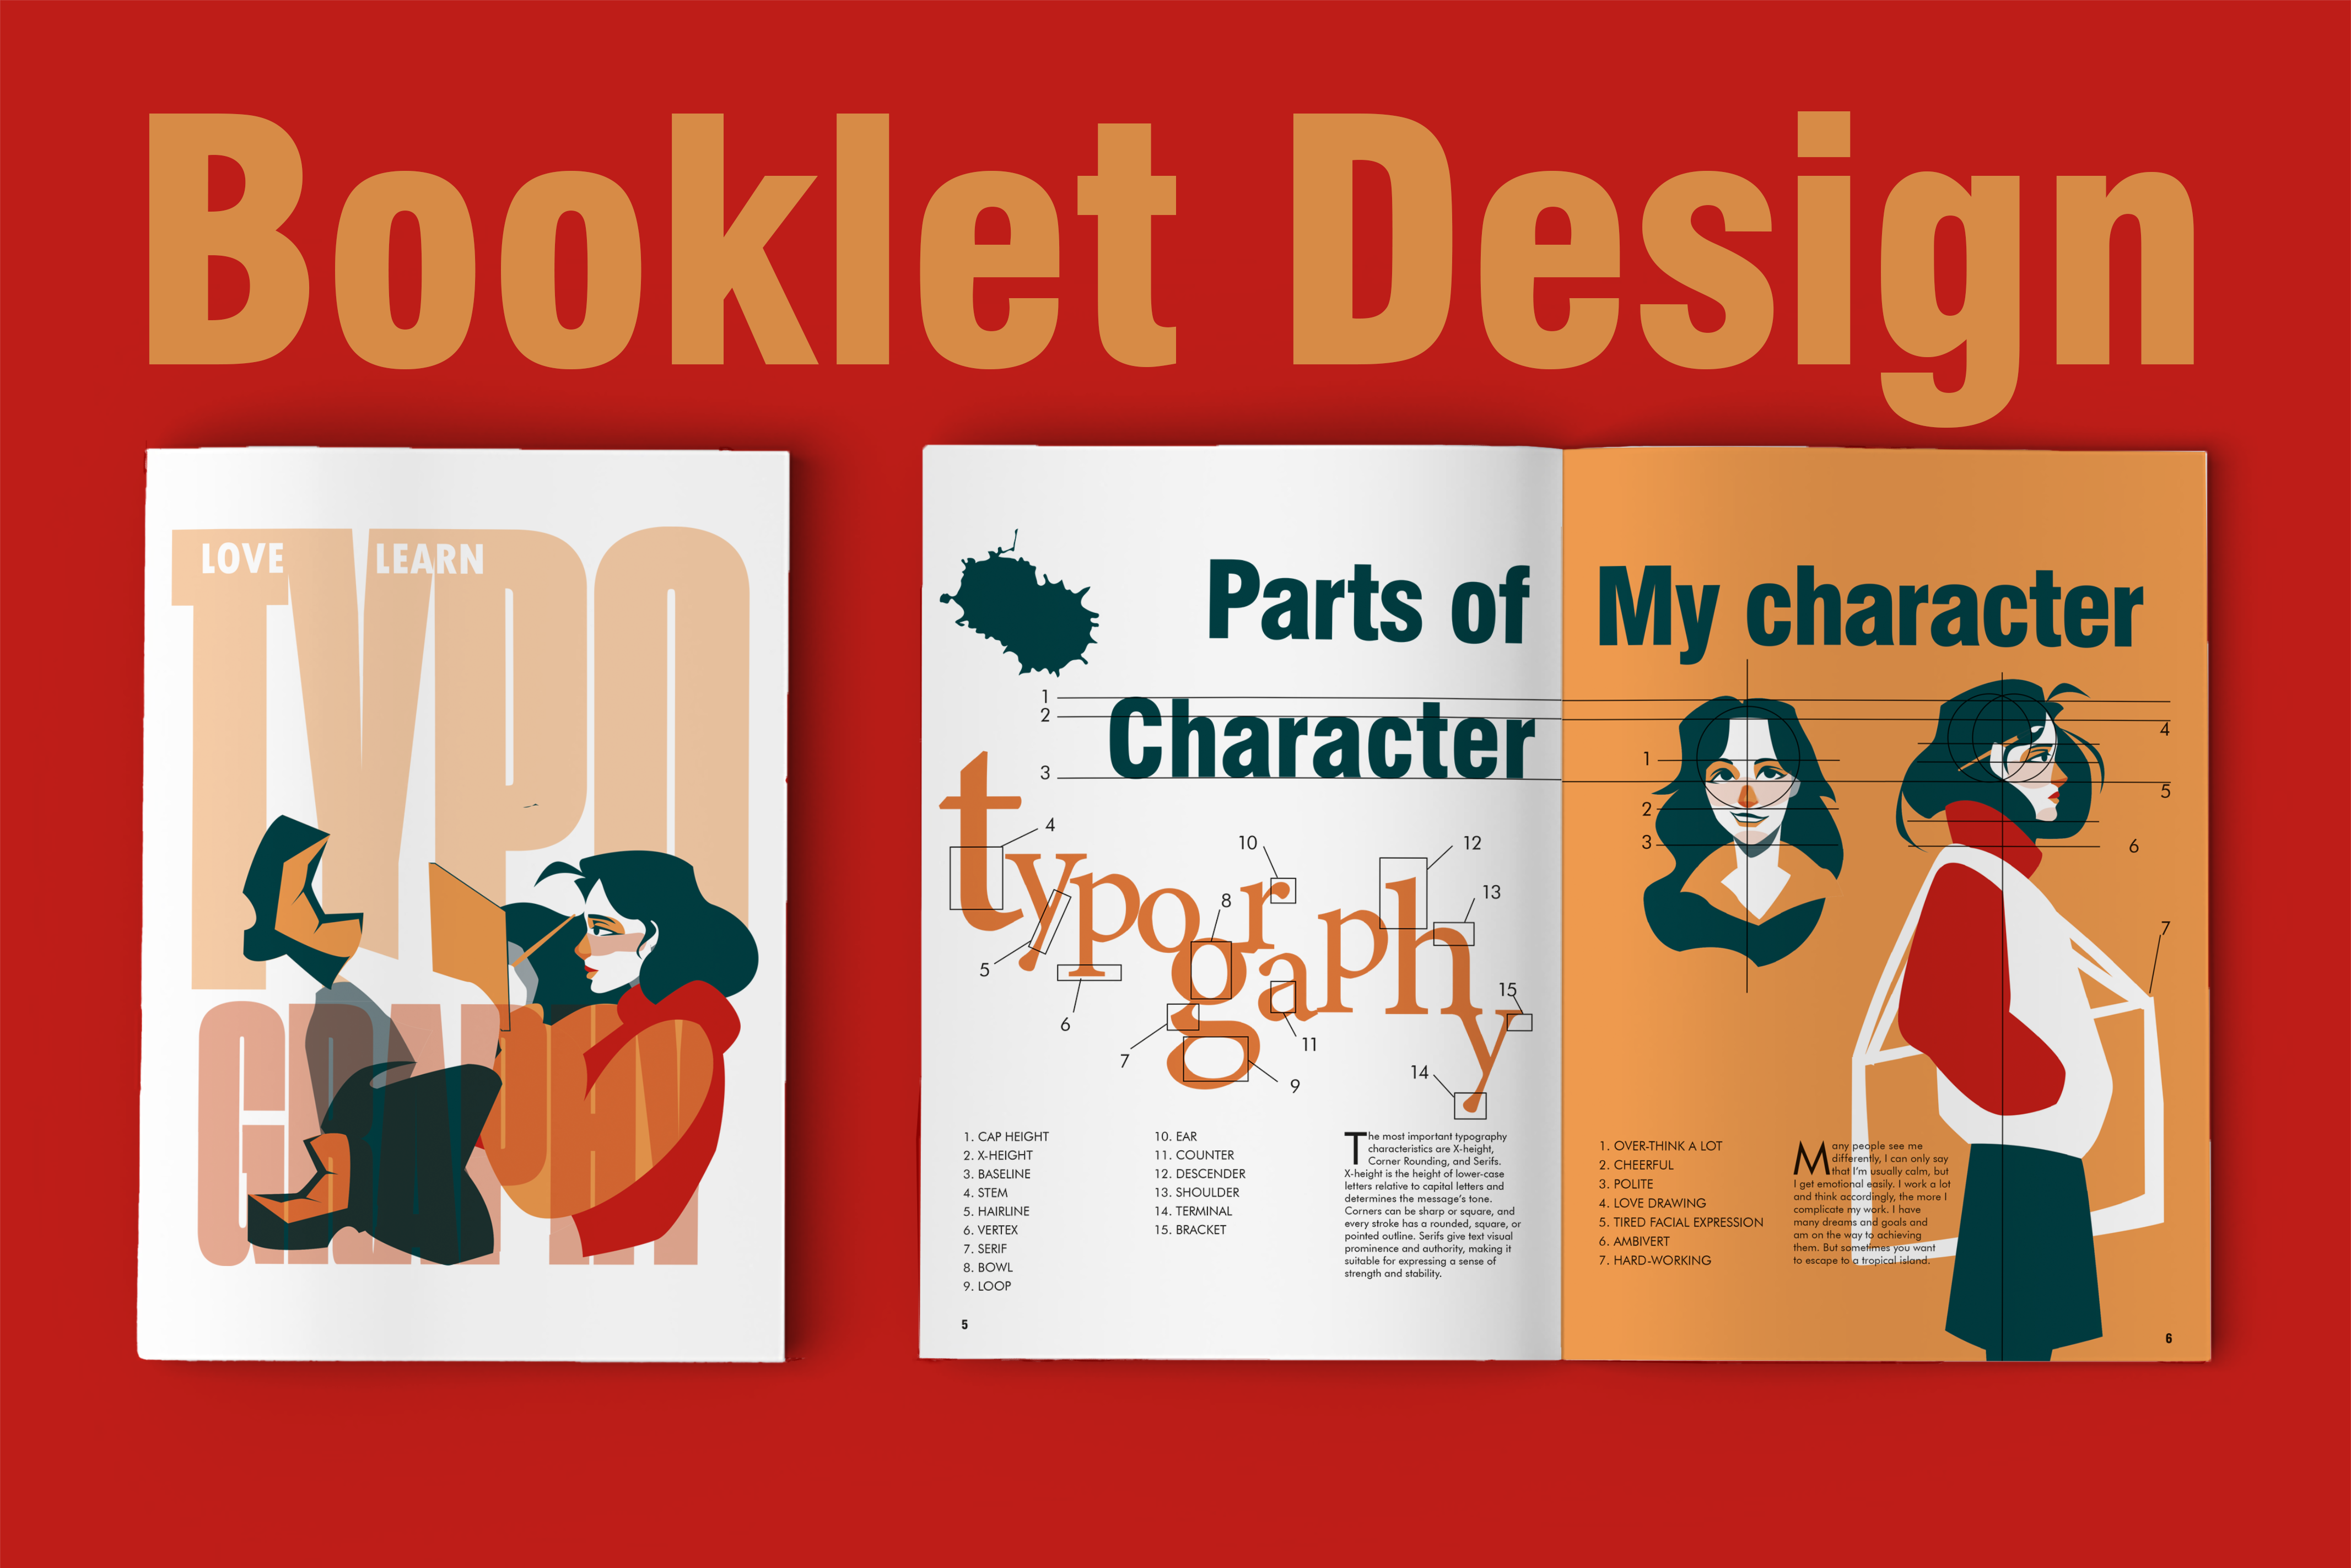 Booklet Design
LOVE LEARN
TYPO
GRAPHY
Parts of
Character
1
2
3
typography
4
5
6
7
8
9
10
11
12
13
14
15
1. CAP HEIGHT
2. X-HEIGHT
3. BASELINE
4. STEM
5. HAIRLINE
6. VERTEX
7. SERIF
8. BOWL
9. LOOP
10. EAR
11. COUNTER
12. DESCENDER
13. SHOULDER
14. TERMINAL
15. BRACKET
The most important typography
characteristics are X-height,
Corner Rounding, and Serifs.
X-height is the height of lower-case
letters relative to capital letters and
determines the message's tone.
Corners can be sharp or square, and
every stroke has a rounded, square, or
pointed outline. Serifs give text visual
prominence and authority, making it
suitable for expressing a sense of
strength and stability.
5
My character
1
2
3
4
5
6
7
1. OVER-THINK A LOT
2. CHEERFUL
3. POLITE
4. LOVE DRAWING
5. TIRED FACIAL EXPRESSION
6. AMBIVERT
7. HARD-WORKING
Many people see me
differently, I can only say
that I'm usually calm, but
I get emotional easily. I work a lot
and think accordingly, the more I
complicate my work. I have
many dreams and goals and
am on the way to achieving
them. But sometimes you want
to escape to a tropical island.
6